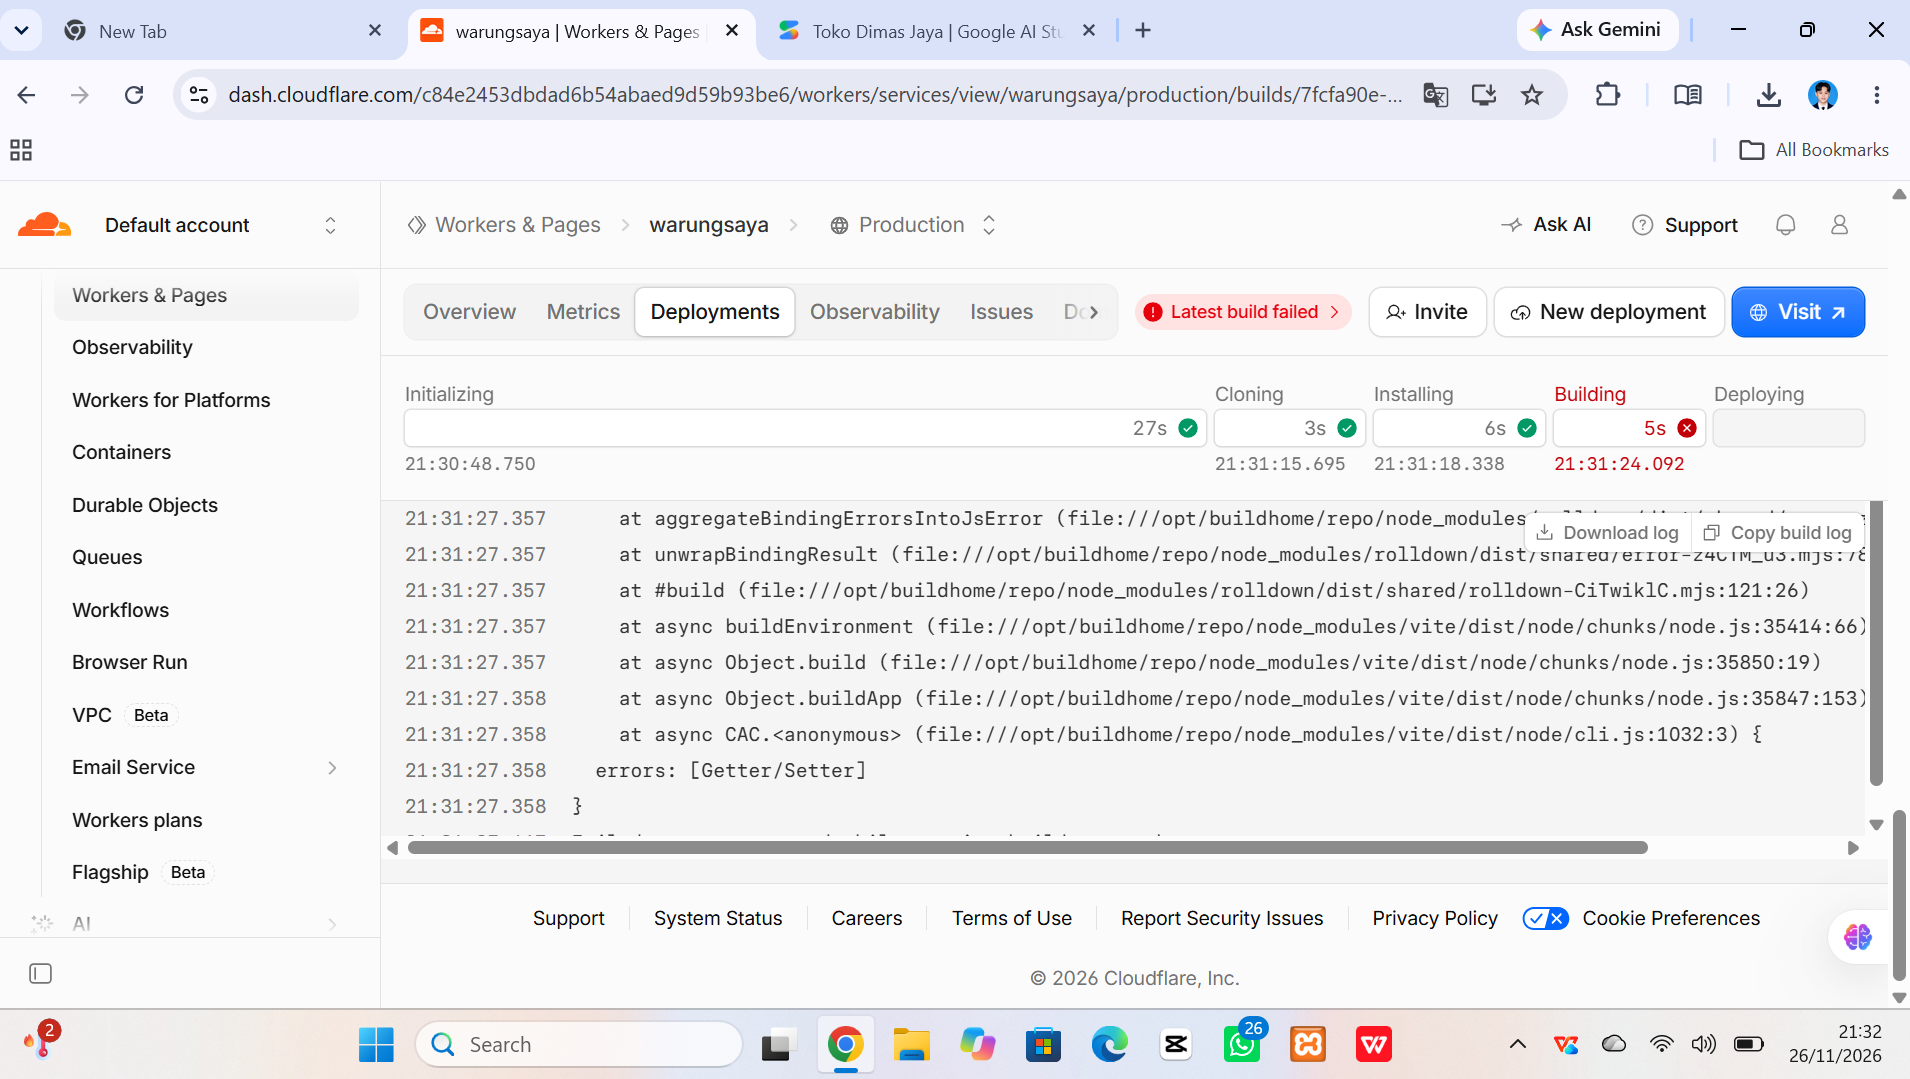 New Tab
warungsaya | Workers & Pages
Toko Dimas Jaya | Google AI Stu
Ask Gemini
dash.cloudflare.com/c84e2453dbdad6b54abaed9d59b93be6/workers/services/view/warungsaya/production/builds/7fcfa90e-...
All Bookmarks
Default account
Workers & Pages
warungsaya
Production
Ask AI
Support
Workers & Pages
Observability
Workers for Platforms
Containers
Durable Objects
Queues
Workflows
Browser Run
VPC Beta
Email Service
Workers plans
Flagship Beta
AI
Overview
Metrics
Deployments
Observability
Issues
Do
Latest build failed
Invite
New deployment
Visit
Initializing
27s
21:30:48.750
Cloning
3s
21:31:15.695
Installing
6s
21:31:18.338
Building
5s
21:31:24.092
Deploying
Download log
Copy build log
21:31:27.357 at aggregateBindingErrorsIntoJsError (file:///opt/buildhome/repo/node_modules
21:31:27.357 at unwrapBindingResult (file:///opt/buildhome/repo/node_modules/rolldown/dist/shared/error-24CTM_u3.mjs:78
21:31:27.357 at #build (file:///opt/buildhome/repo/node_modules/rolldown/dist/shared/rolldown-CiTwiklC.mjs:121:26)
21:31:27.357 at async buildEnvironment (file:///opt/buildhome/repo/node_modules/vite/dist/node/chunks/node.js:35414:66)
21:31:27.357 at async Object.build (file:///opt/buildhome/repo/node_modules/vite/dist/node/chunks/node.js:35850:19)
21:31:27.358 at async Object.buildApp (file:///opt/buildhome/repo/node_modules/vite/dist/node/chunks/node.js:35847:153)
21:31:27.358 at async CAC.<anonymous> (file:///opt/buildhome/repo/node_modules/vite/dist/node/cli.js:1032:3) {
21:31:27.358 errors: [Getter/Setter]
21:31:27.358 }
Support
System Status
Careers
Terms of Use
Report Security Issues
Privacy Policy
Cookie Preferences
© 2026 Cloudflare, Inc.
2
Search
26
21:32
26/11/2026